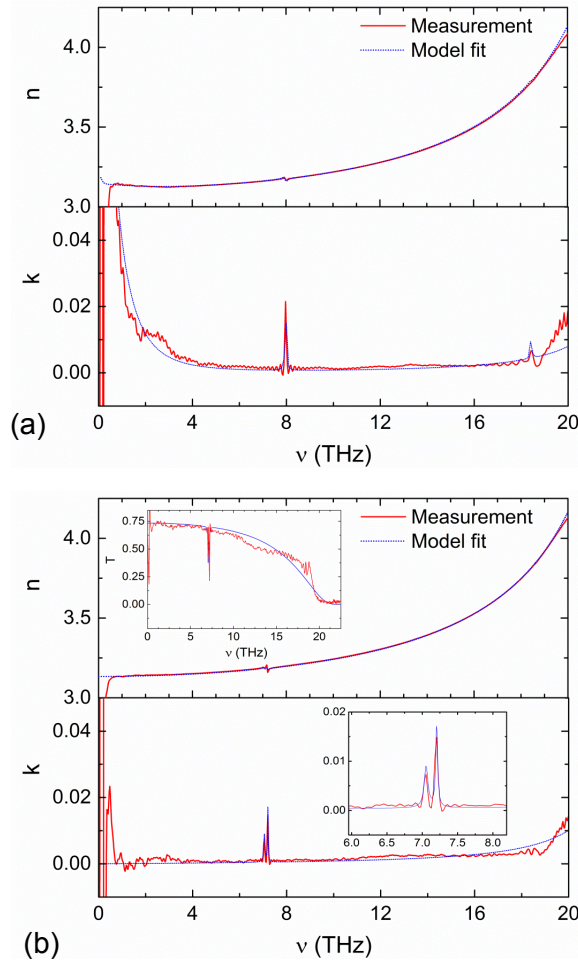 4.0
n
3.5
3.0
Measurement
Model fit
0.04
k
0.02
0.00
0 4 8 12 16 20
ν (THz)
(a)
4.0
n
3.5
3.0
Measurement
Model fit
0.75
0.50
T
0.25
0.00
0 5 10 15 20
ν (THz)
0.04
k
0.02
0.00
0.01
0.00
6.0 6.5 7.0 7.5 8.0
0 4 8 12 16 20
ν (THz)
(b)